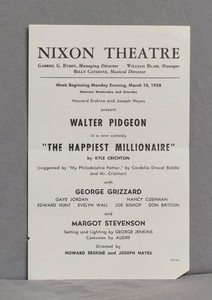 NIXON THEATRE
GABRIEL G. RUBIN, Managing Director WILLIAM BLAIR, Manager
BILLY CATIZONE, Musical Director
Week Beginning Monday Evening, March 10, 1958
Matinees Wednesday and Saturday
Howard Erskine and Joseph Hayes
present
WALTER PIDGEON
in a new comedy
"THE HAPPIEST MILLIONAIRE"
by KYLE CRICHTON
(suggested by "My Philadelphia Father," by Cordelia Drexel Biddle
and Mr. Crichton)
with
GEORGE GRIZZARD
GAYE JORDAN NANCY CUSHMAN
EDWARD HUNT EVELYN WALL JOE BISHOP DON BRITTON
and
MARGOT STEVENSON
Setting and Lighting by GEORGE JENKINS
Costumes by AUDRE
Directed by
HOWARD ERSKINE and JOSEPH HAYES